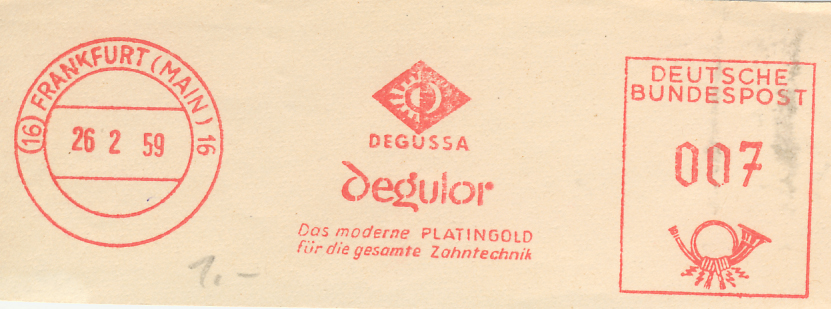 (16) FRANKFURT (MAIN) 16
26 2 59
DEGUSSA
degulor
Das moderne PLATINGOLD
für die gesamte Zahntechnik
DEUTSCHE
BUNDESPOST
007
1.-